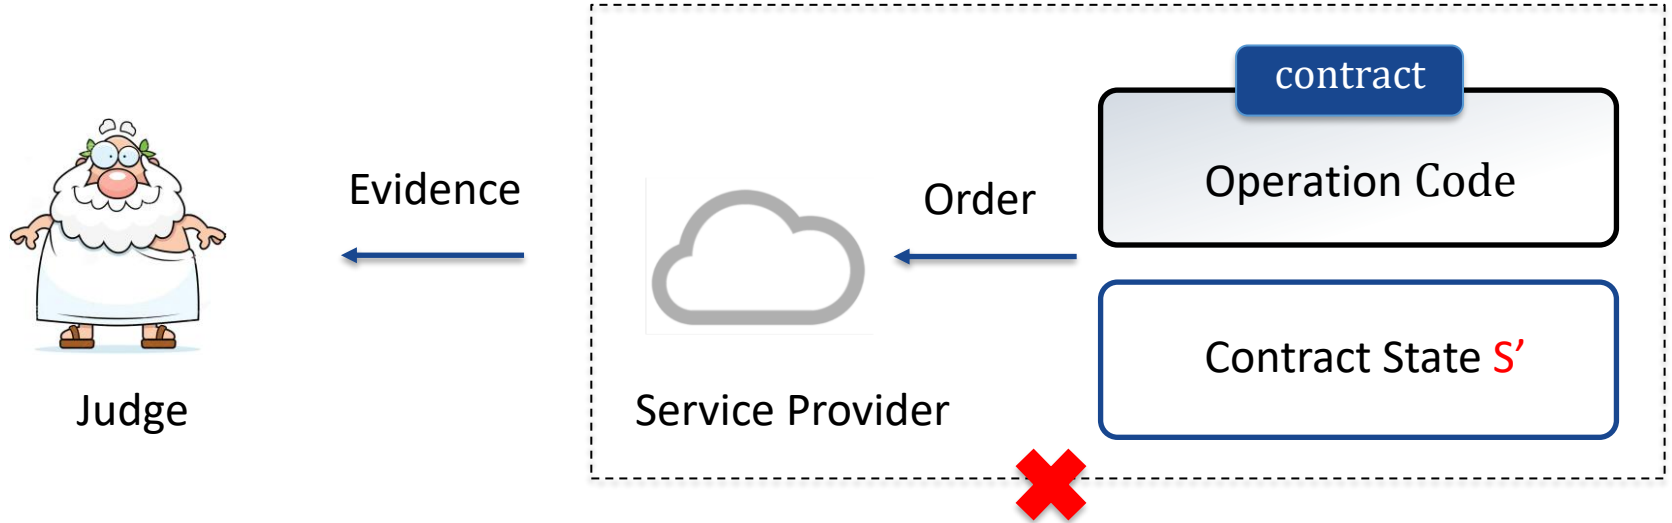 contract
Operation Code
Evidence
Order
Contract State S’
Service Provider
Judge